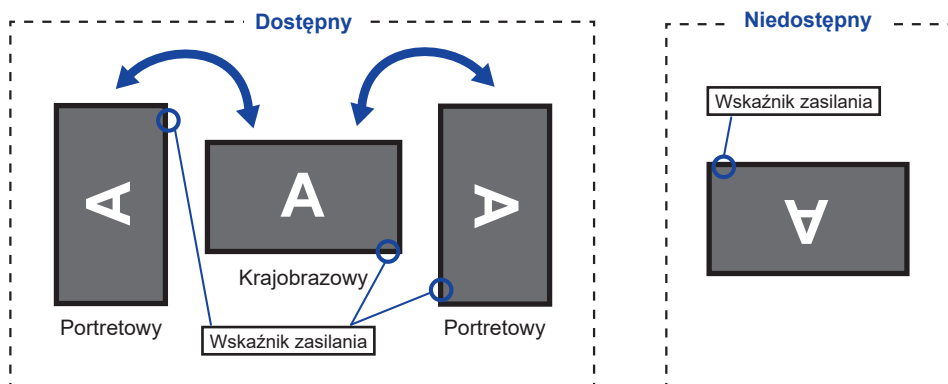 Dostępny
A
A
A
Krajobrazowy
Portretowy
Portretowy
Wskaźnik zasilania
Niedostępny
Wskaźnik zasilania
A